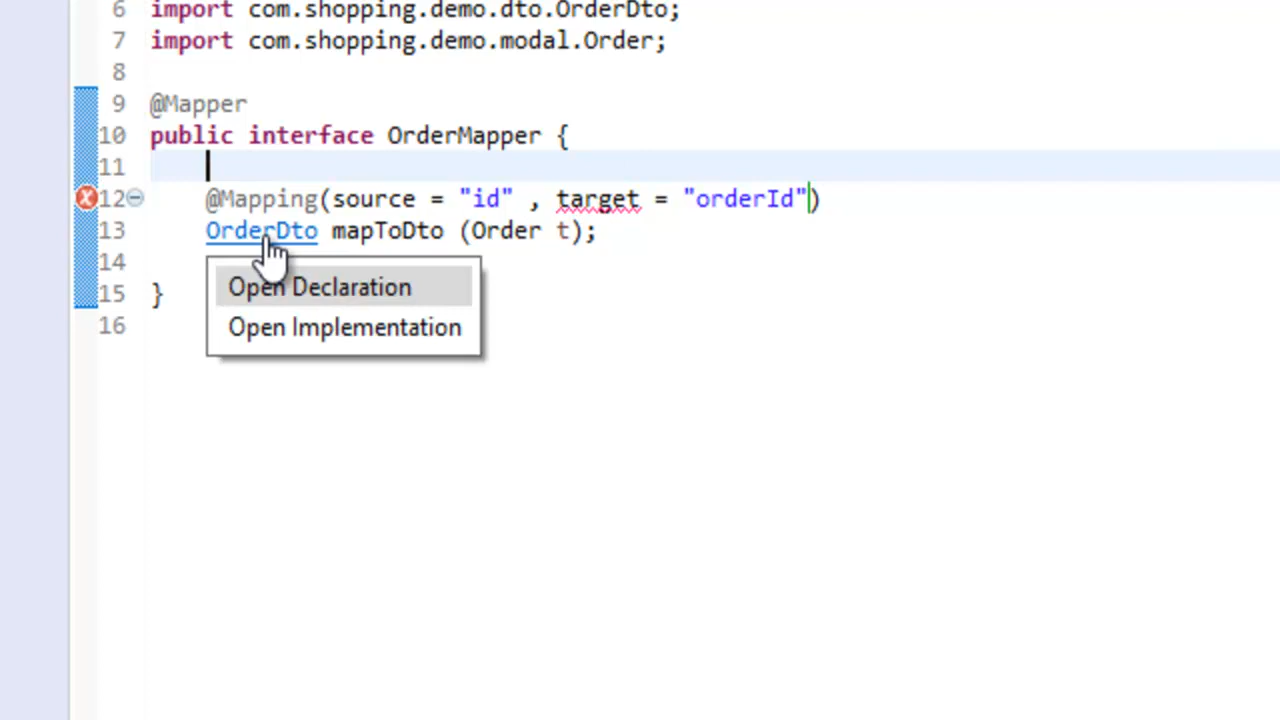 6 import com.shopping.demo.dto.OrderDto;
7 import com.shopping.demo.modal.Order;
8
9 @Mapper
10 public interface OrderMapper {
11
12 @Mapping(source = "id" , target = "orderId")
13 OrderDto mapToDto (Order t);
14
Open Declaration
15 }
Open Implementation
16